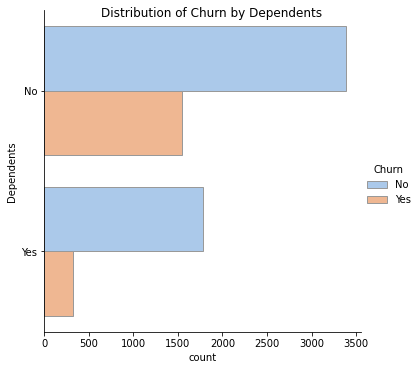 Distribution of Churn by Dependents
No
Yes
Dependents
0 500 1000 1500 2000 2500 3000 3500
count
Churn
No
Yes